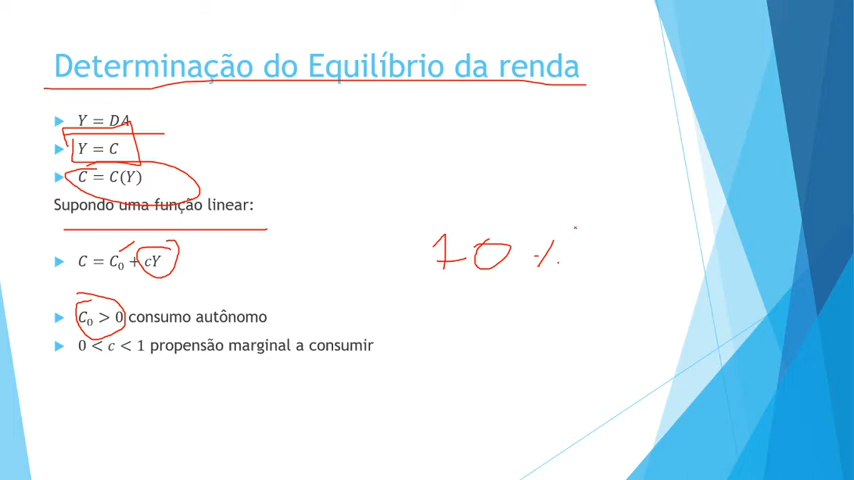 Determinação do Equilíbrio da renda
Y = DA
Y = C
C = C(Y)
Supondo uma função linear:
C = C₀ + cY
10 %
C₀ > 0 consumo autônomo
0 < c < 1 propensão marginal a consumir